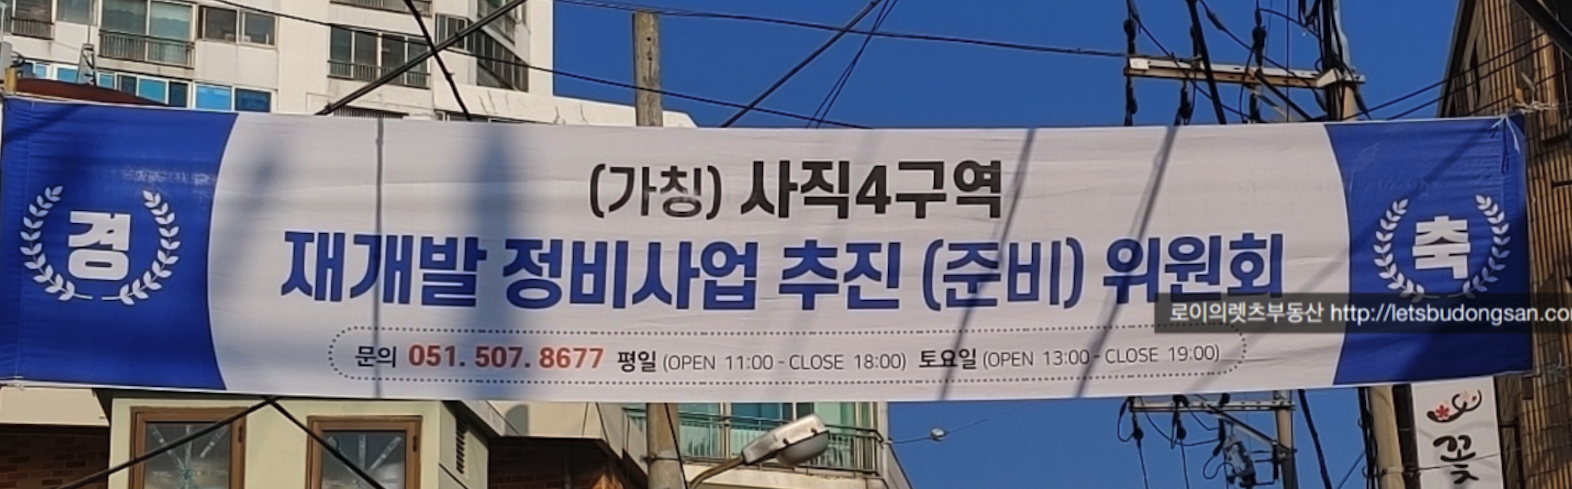 경
(가칭) 사직4구역
재개발 정비사업 추진 (준비) 위원회
문의 051. 507. 8677 평일 (OPEN 11:00 - CLOSE 18:00) 토요일 (OPEN 13:00 - CLOSE 19:00)
축
로이의렛츠부동산 http://letsbudongsan.co
꽃